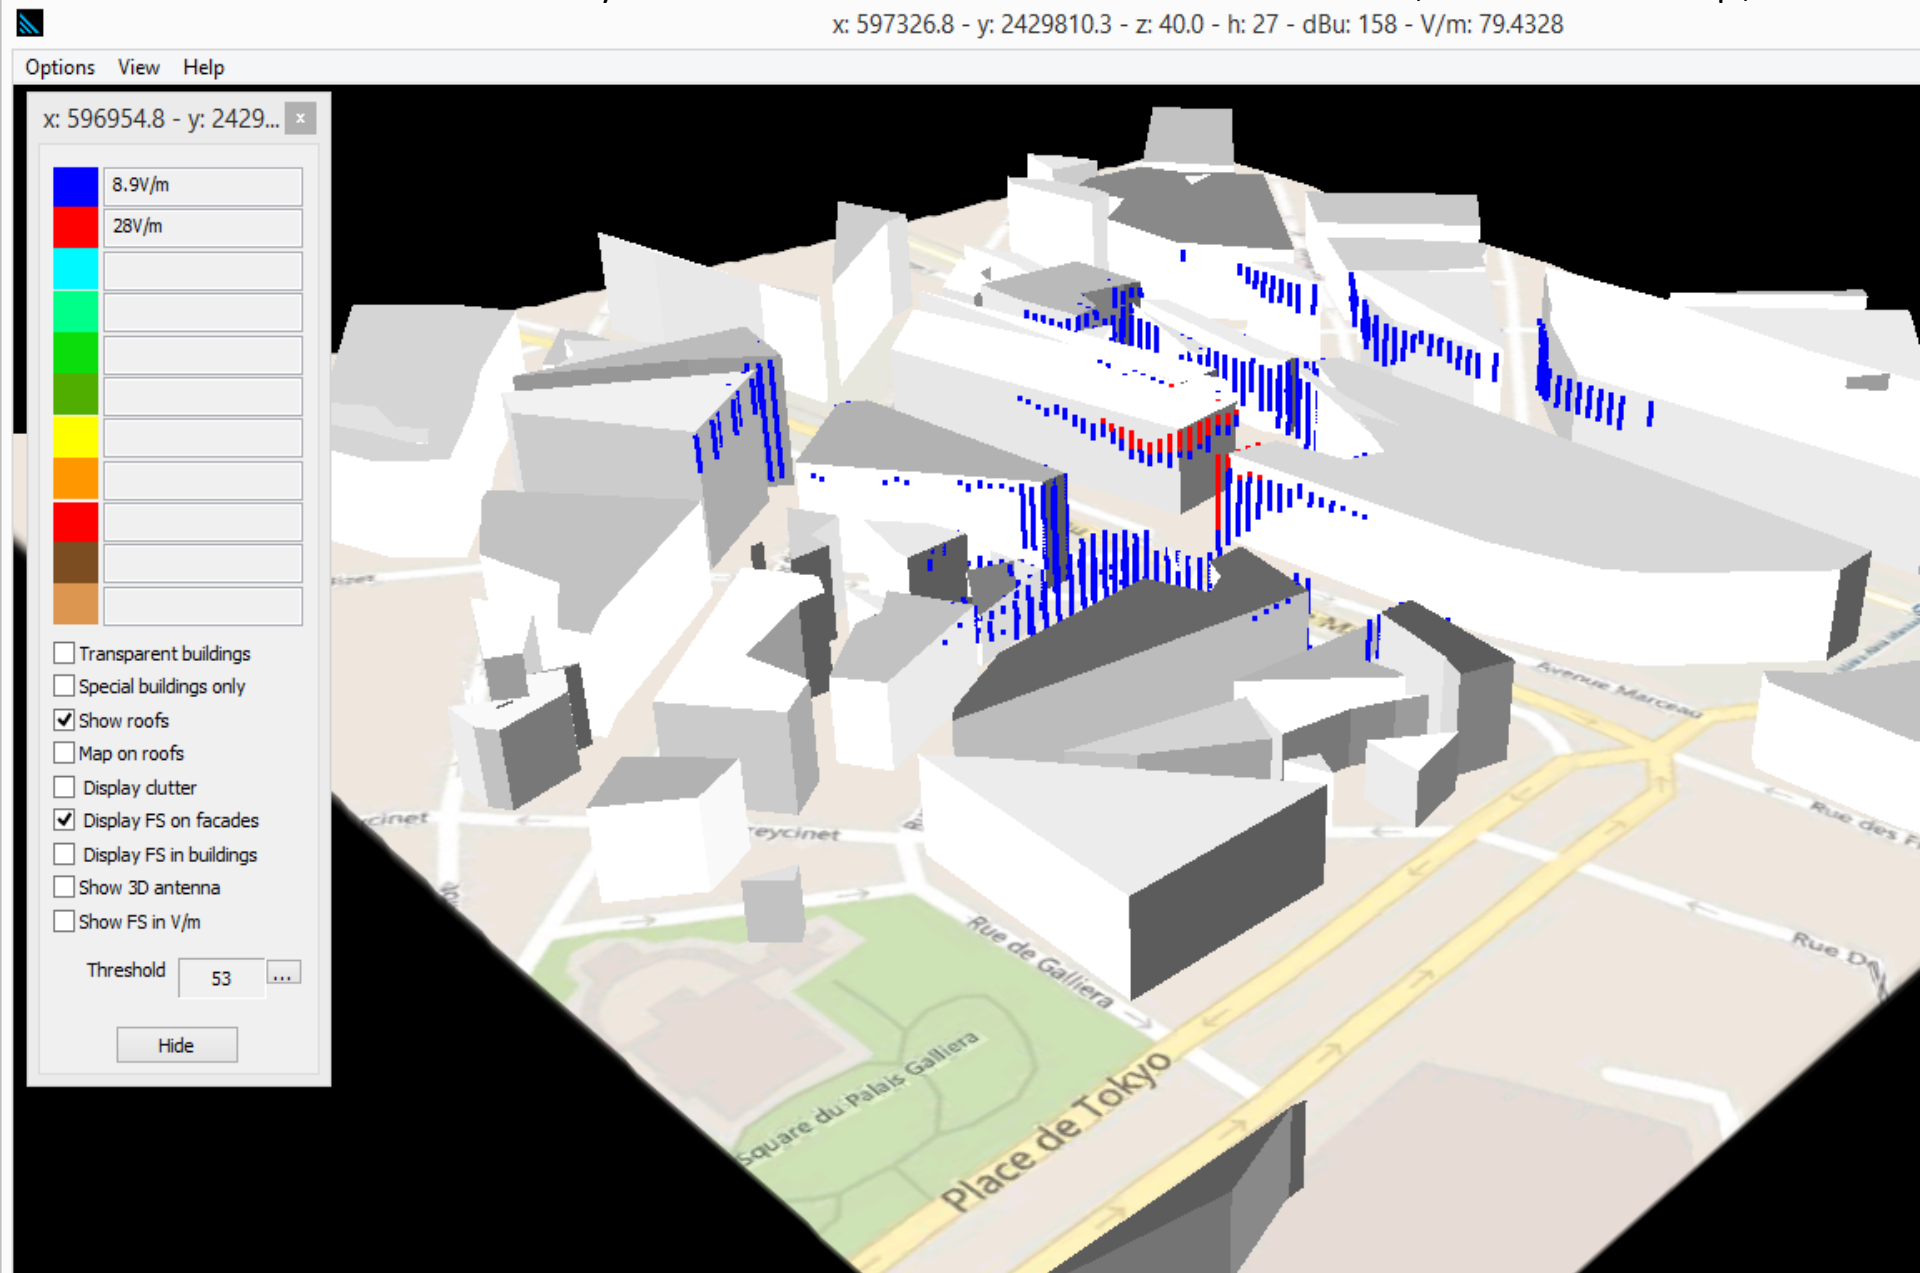 x: 597326.8 - y: 2429810.3 - z: 40.0 - h: 27 - dBu: 158 - V/m: 79.4328
Options View Help
x: 596954.8 - y: 2429...
8.9V/m
28V/m
Transparent buildings
Special buildings only
Show roofs
Map on roofs
Display clutter
Display FS on facades
Display FS in buildings
Show 3D antenna
Show FS in V/m
Threshold 53 ...
Hide
Avenue Marceau
Rue des F
rcinet
reycinet
Rue de Galliera
Rue D
Square du Palais Galliera
Place de Tokyo